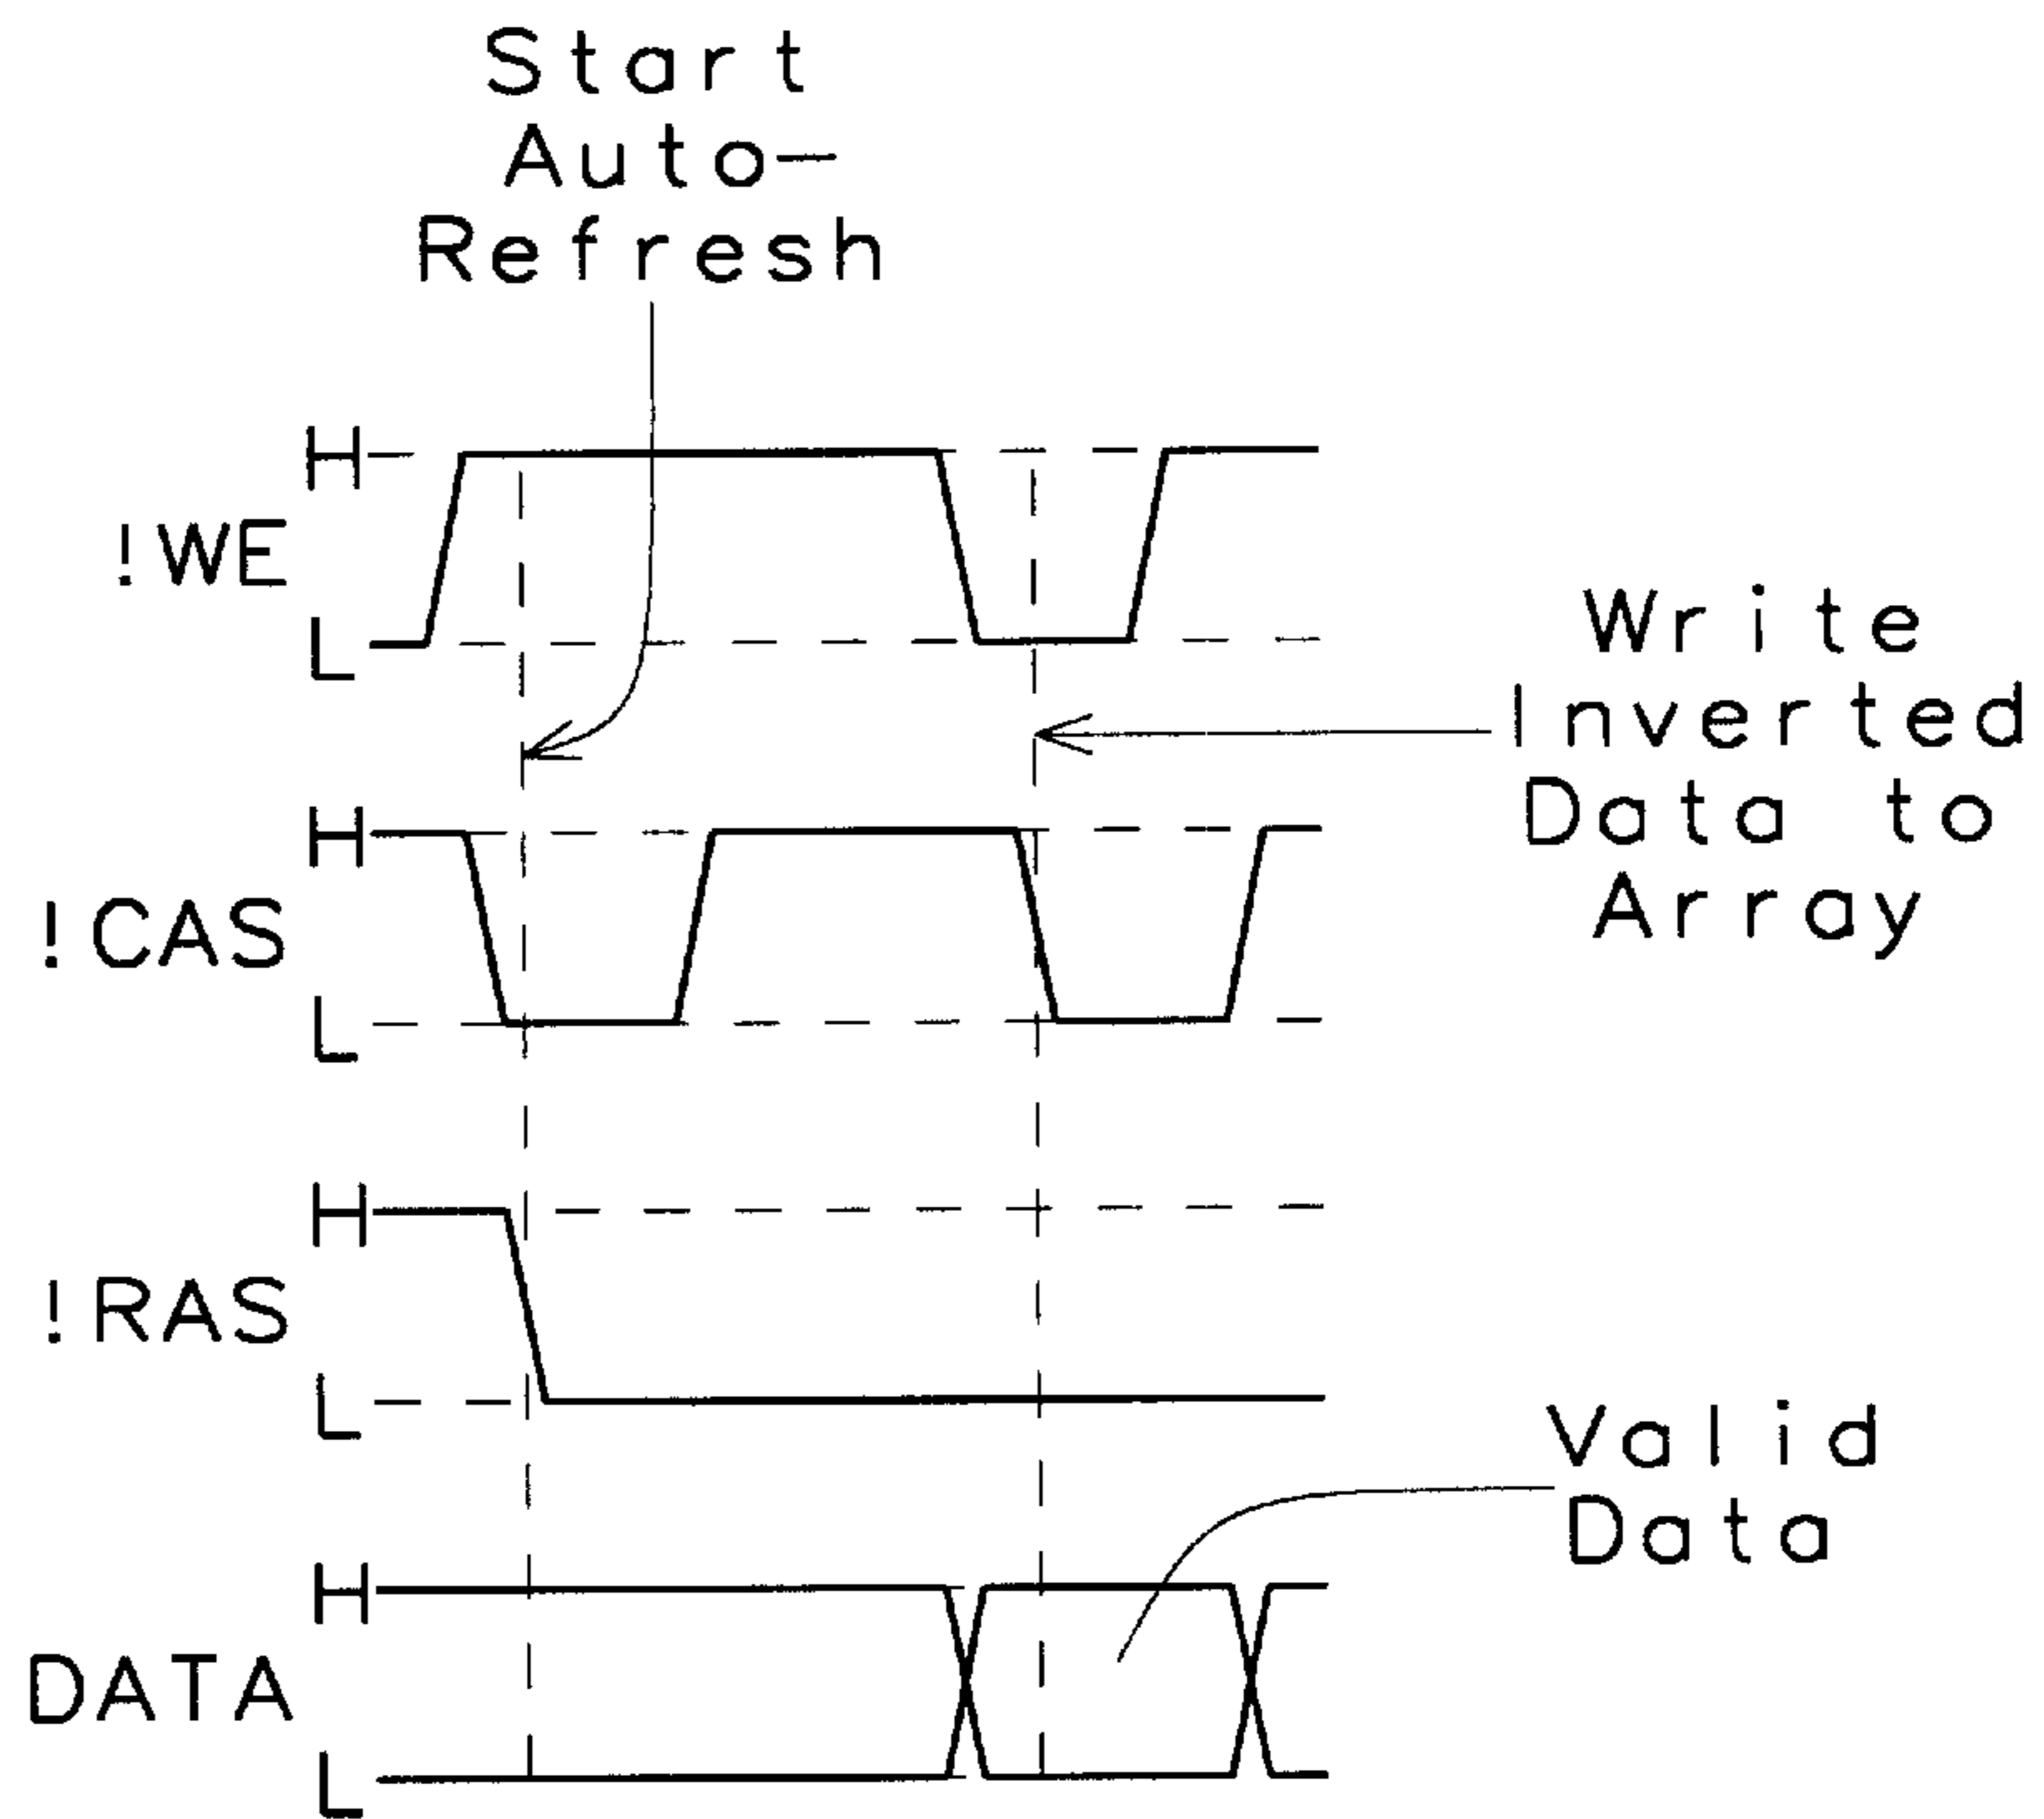 Start
Auto-
Refresh
H
!WE
L
Write
Inverted
Data to
Array
H
!CAS
L
H
!RAS
L
Valid
Data
H
DATA
L